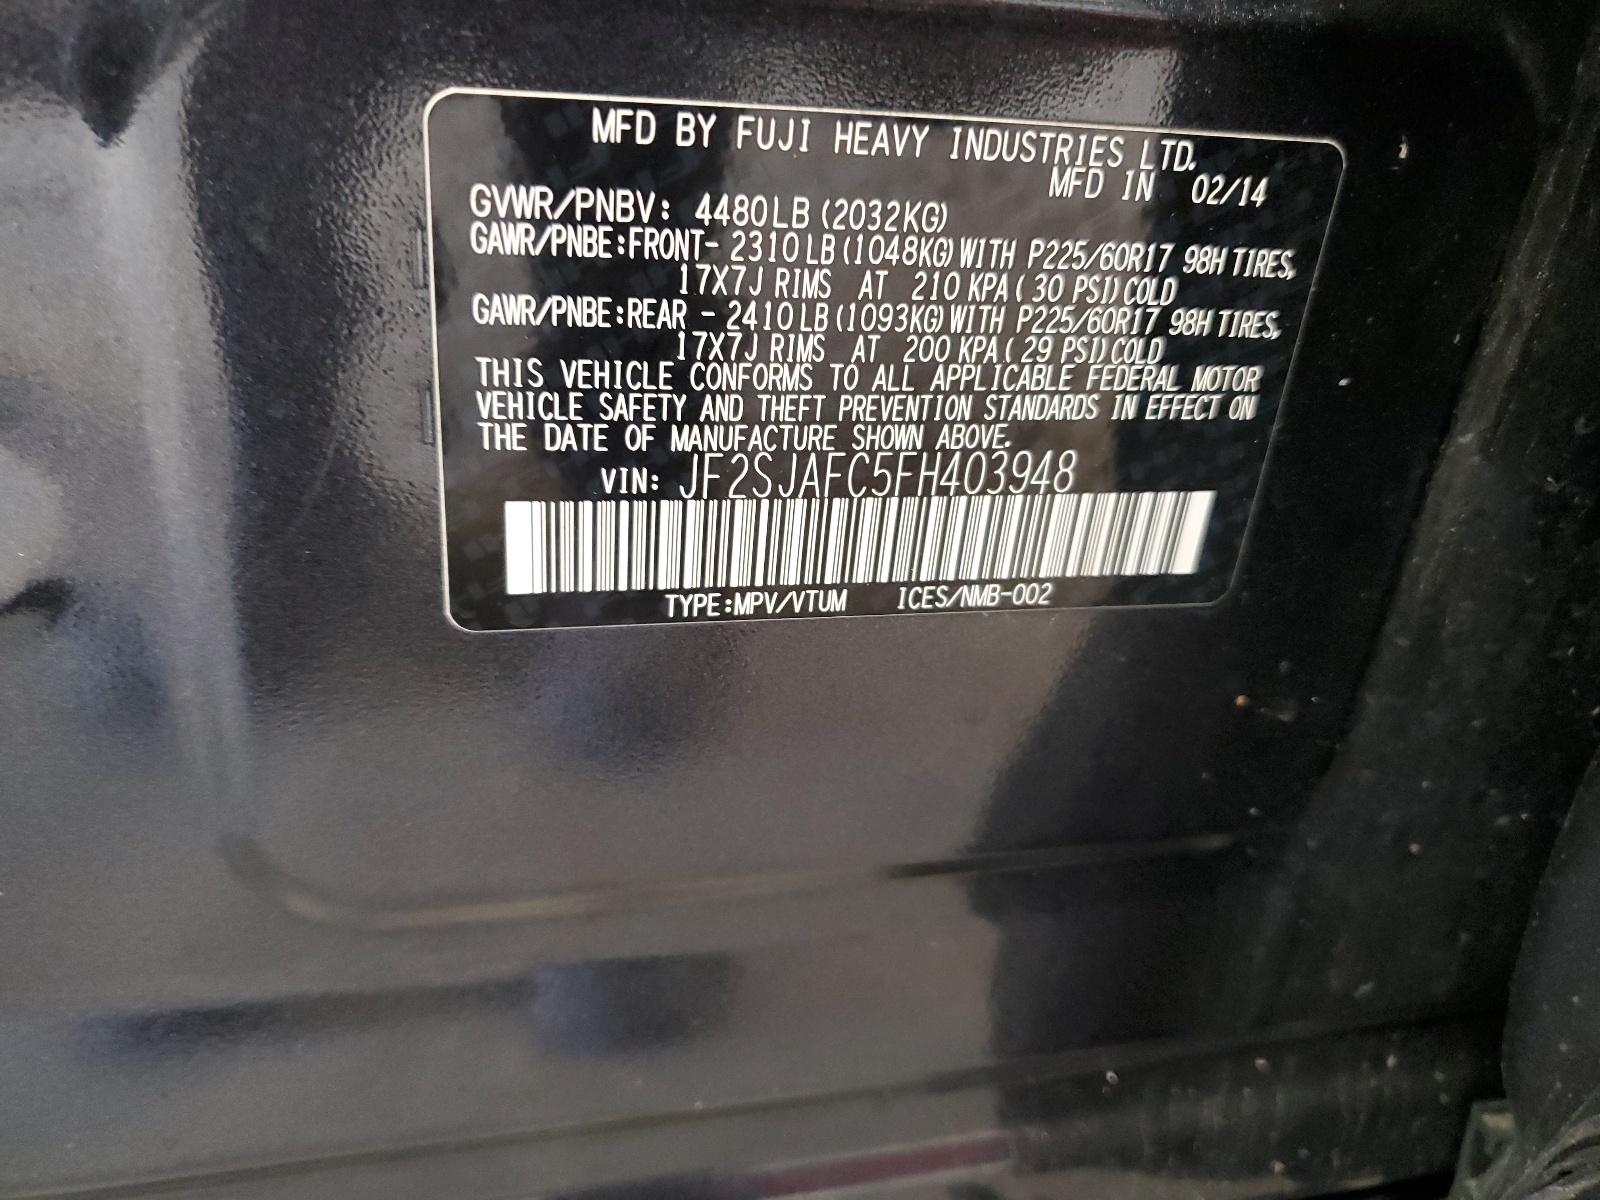 MFD BY FUJI HEAVY INDUSTRIES LTD.
MFD IN 02/14
GVWR/PNBV: 4480LB (2032KG)
GAWR/PNBE:FRONT- 2310 LB (1048KG) WITH P225/60R17 98H TIRES,
17X7J RIMS AT 210 KPA ( 30 PSI) COLD
GAWR/PNBE:REAR - 2410 LB (1093KG) WITH P225/60R17 98H TIRES,
17X7J RIMS AT 200 KPA ( 29 PSI) COLD
THIS VEHICLE CONFORMS TO ALL APPLICABLE FEDERAL MOTOR
VEHICLE SAFETY AND THEFT PREVENTION STANDARDS IN EFFECT ON
THE DATE OF MANUFACTURE SHOWN ABOVE.
VIN: JF2SJAFC5FH403948
TYPE:MPV/VTUM ICES/NMB-002